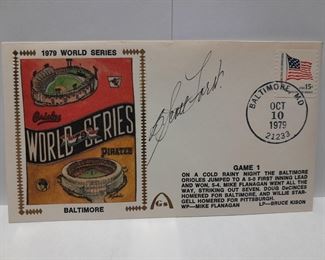 1979 WORLD SERIES
Orioles
WORLD SERIES
PIRATES
BALTIMORE
Gs
USA 15c
BALTIMORE, MD
OCT
10
1979
21233
GAME 1
ON A COLD RAINY NIGHT THE BALTIMORE
ORIOLES JUMPED TO A 5-0 FIRST INNING LEAD
AND WON, 5-4. MIKE FLANAGAN WENT ALL THE
WAY, STRIKING OUT SEVEN. DOUG DeCINCES
HOMERED FOR BALTIMORE, AND WILLIE STAR-
GELL HOMERED FOR PITTSBURGH.
WP—MIKE FLANAGAN LP—BRUCE KISON